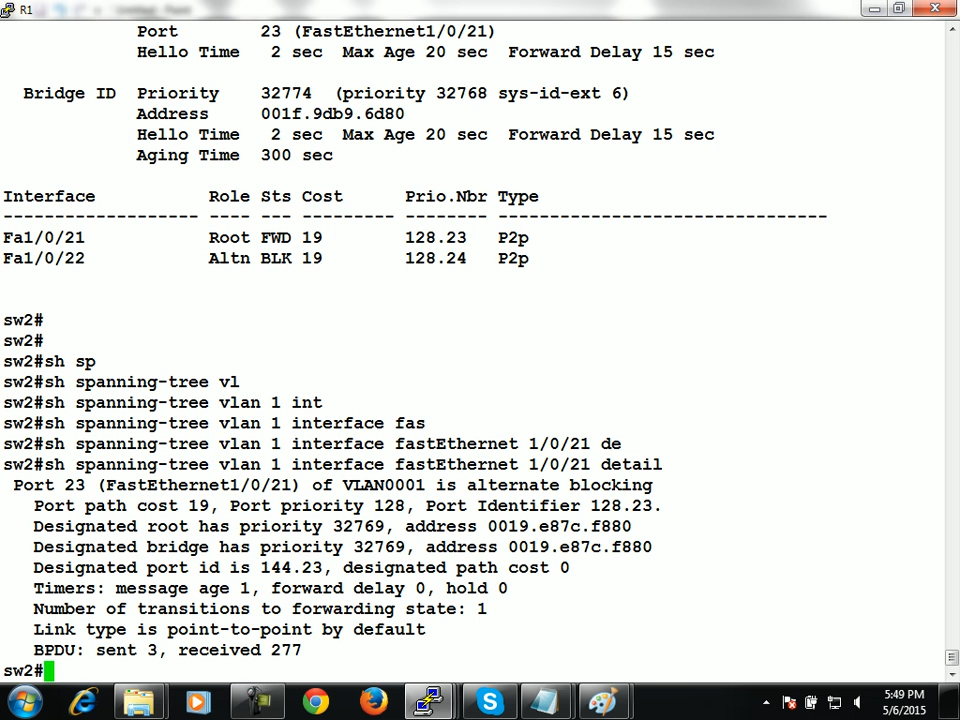 R1
Port 23 (FastEthernet1/0/21)
Hello Time 2 sec Max Age 20 sec Forward Delay 15 sec
Bridge ID Priority 32774 (priority 32768 sys-id-ext 6)
Address 001f.9db9.6d80
Hello Time 2 sec Max Age 20 sec Forward Delay 15 sec
Aging Time 300 sec
Interface Role Sts Cost Prio.Nbr Type
------------------- ---- --- --------- -------- --------------------------------
Fa1/0/21 Root FWD 19 128.23 P2p
Fa1/0/22 Altn BLK 19 128.24 P2p
sw2#
sw2#
sw2#sh sp
sw2#sh spanning-tree vl
sw2#sh spanning-tree vlan 1 int
sw2#sh spanning-tree vlan 1 interface fas
sw2#sh spanning-tree vlan 1 interface fastEthernet 1/0/21 de
sw2#sh spanning-tree vlan 1 interface fastEthernet 1/0/21 detail
Port 23 (FastEthernet1/0/21) of VLAN0001 is alternate blocking
Port path cost 19, Port priority 128, Port Identifier 128.23.
Designated root has priority 32769, address 0019.e87c.f880
Designated bridge has priority 32769, address 0019.e87c.f880
Designated port id is 144.23, designated path cost 0
Timers: message age 1, forward delay 0, hold 0
Number of transitions to forwarding state: 1
Link type is point-to-point by default
BPDU: sent 3, received 277
sw2#
5:49 PM
5/6/2015